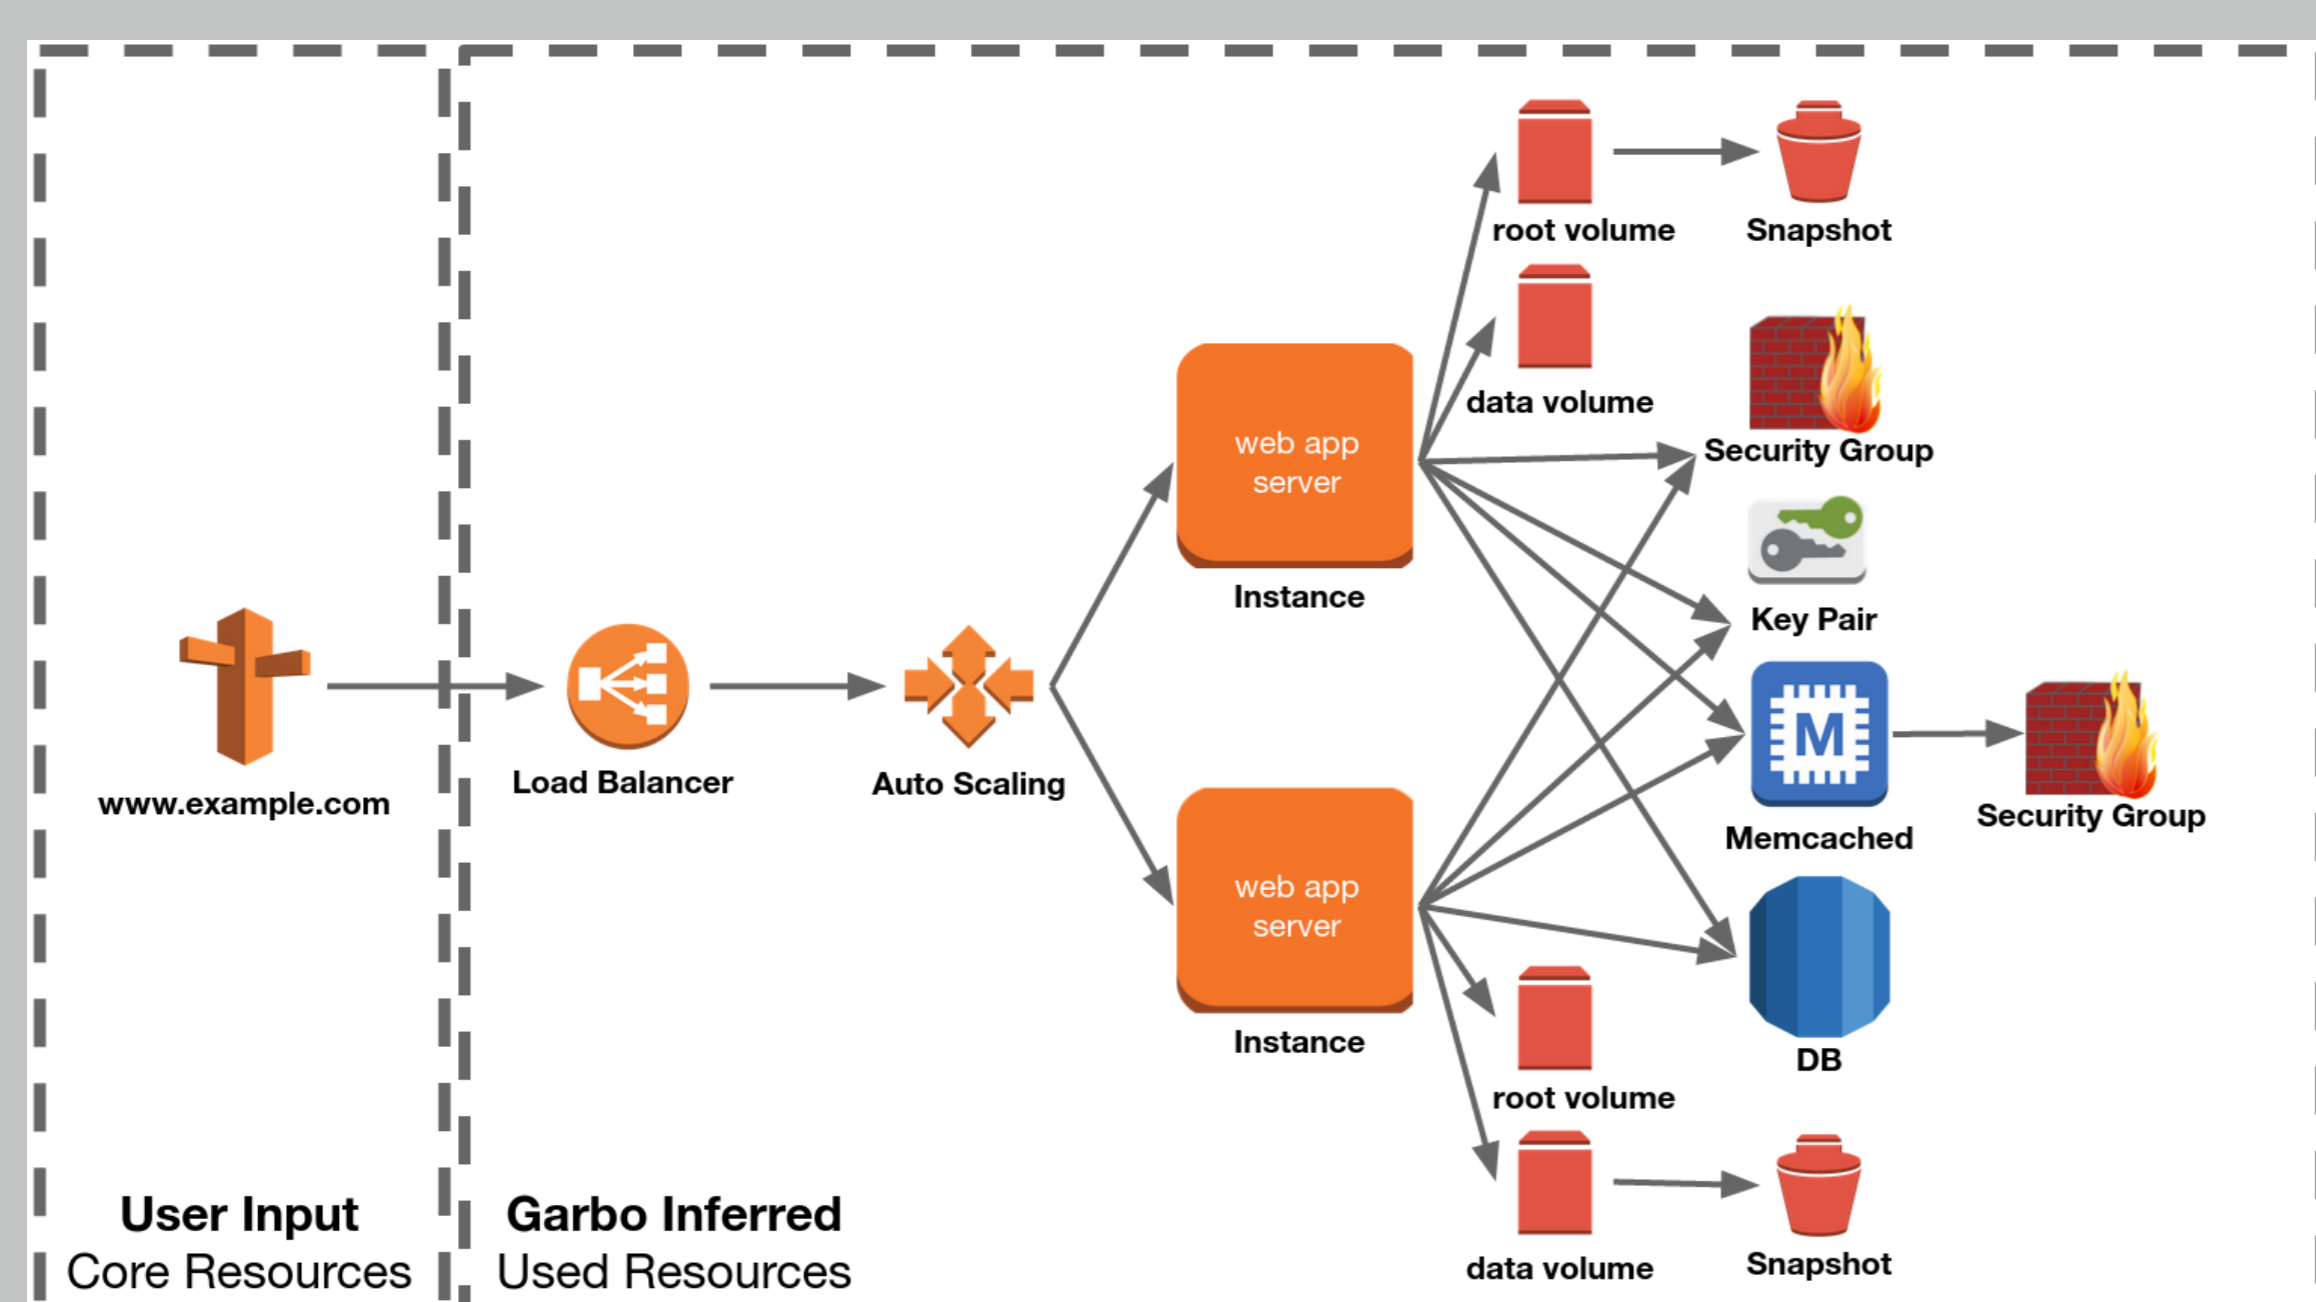 root volume
Snapshot
data volume
web app
server
Security Group
Instance
Key Pair
M
www.example.com
Load Balancer
Auto Scaling
Memcached
Security Group
web app
server
Instance
DB
root volume
data volume
Snapshot
User Input
Core Resources
Garbo Inferred
Used Resources